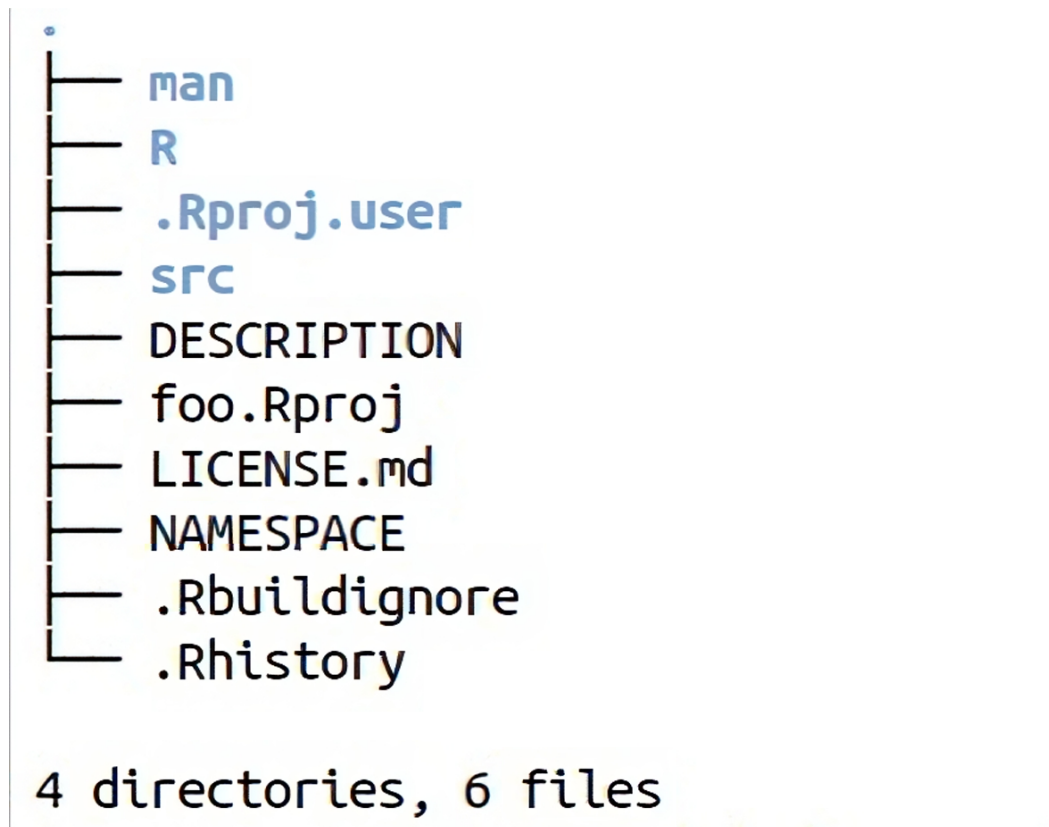 .
├── man
├── R
├── .Rproj.user
├── src
├── DESCRIPTION
├── foo.Rproj
├── LICENSE.md
├── NAMESPACE
├── .Rbuildignore
└── .Rhistory
4 directories, 6 files